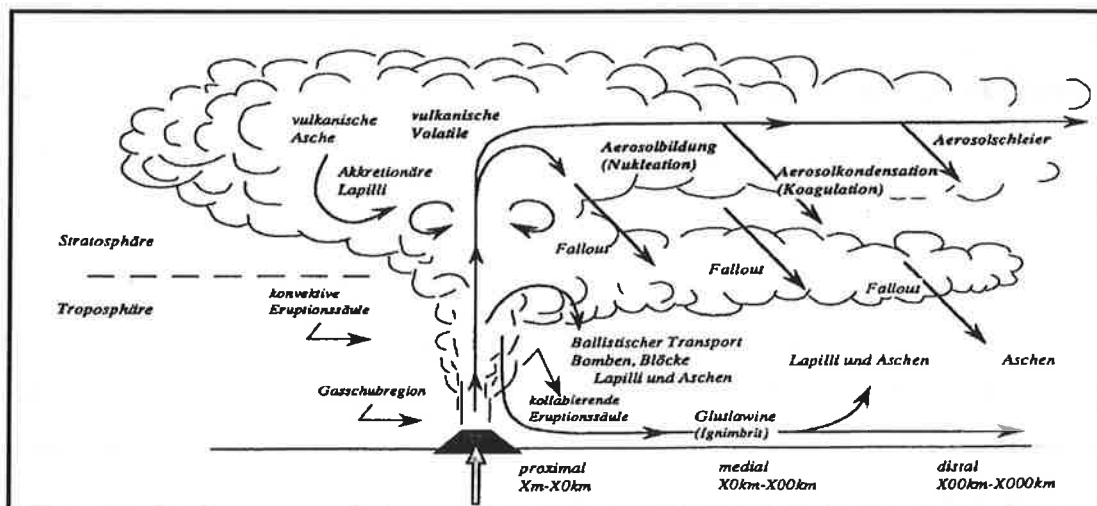 vulkanische
Asche
vulkanische
Volatile
Akkretionäre
Lapilli
Aerosolbildung
(Nukleation)
Aerosolschleier
Aerosolkondensation
(Koagulation)
Stratosphäre
Troposphäre
Fallout
Fallout
Fallout
konvektive
Eruptionssäule
Ballistischer Transport
Bomben, Blöcke
Lapilli und Aschen
Lapilli und Aschen
Aschen
Gasschubregion
kollabierende
Eruptionssäule
Glutlawine
(Ignimbrit)
proximal
Xm-X0km
medial
X0km-X00km
distal
X00km-X000km